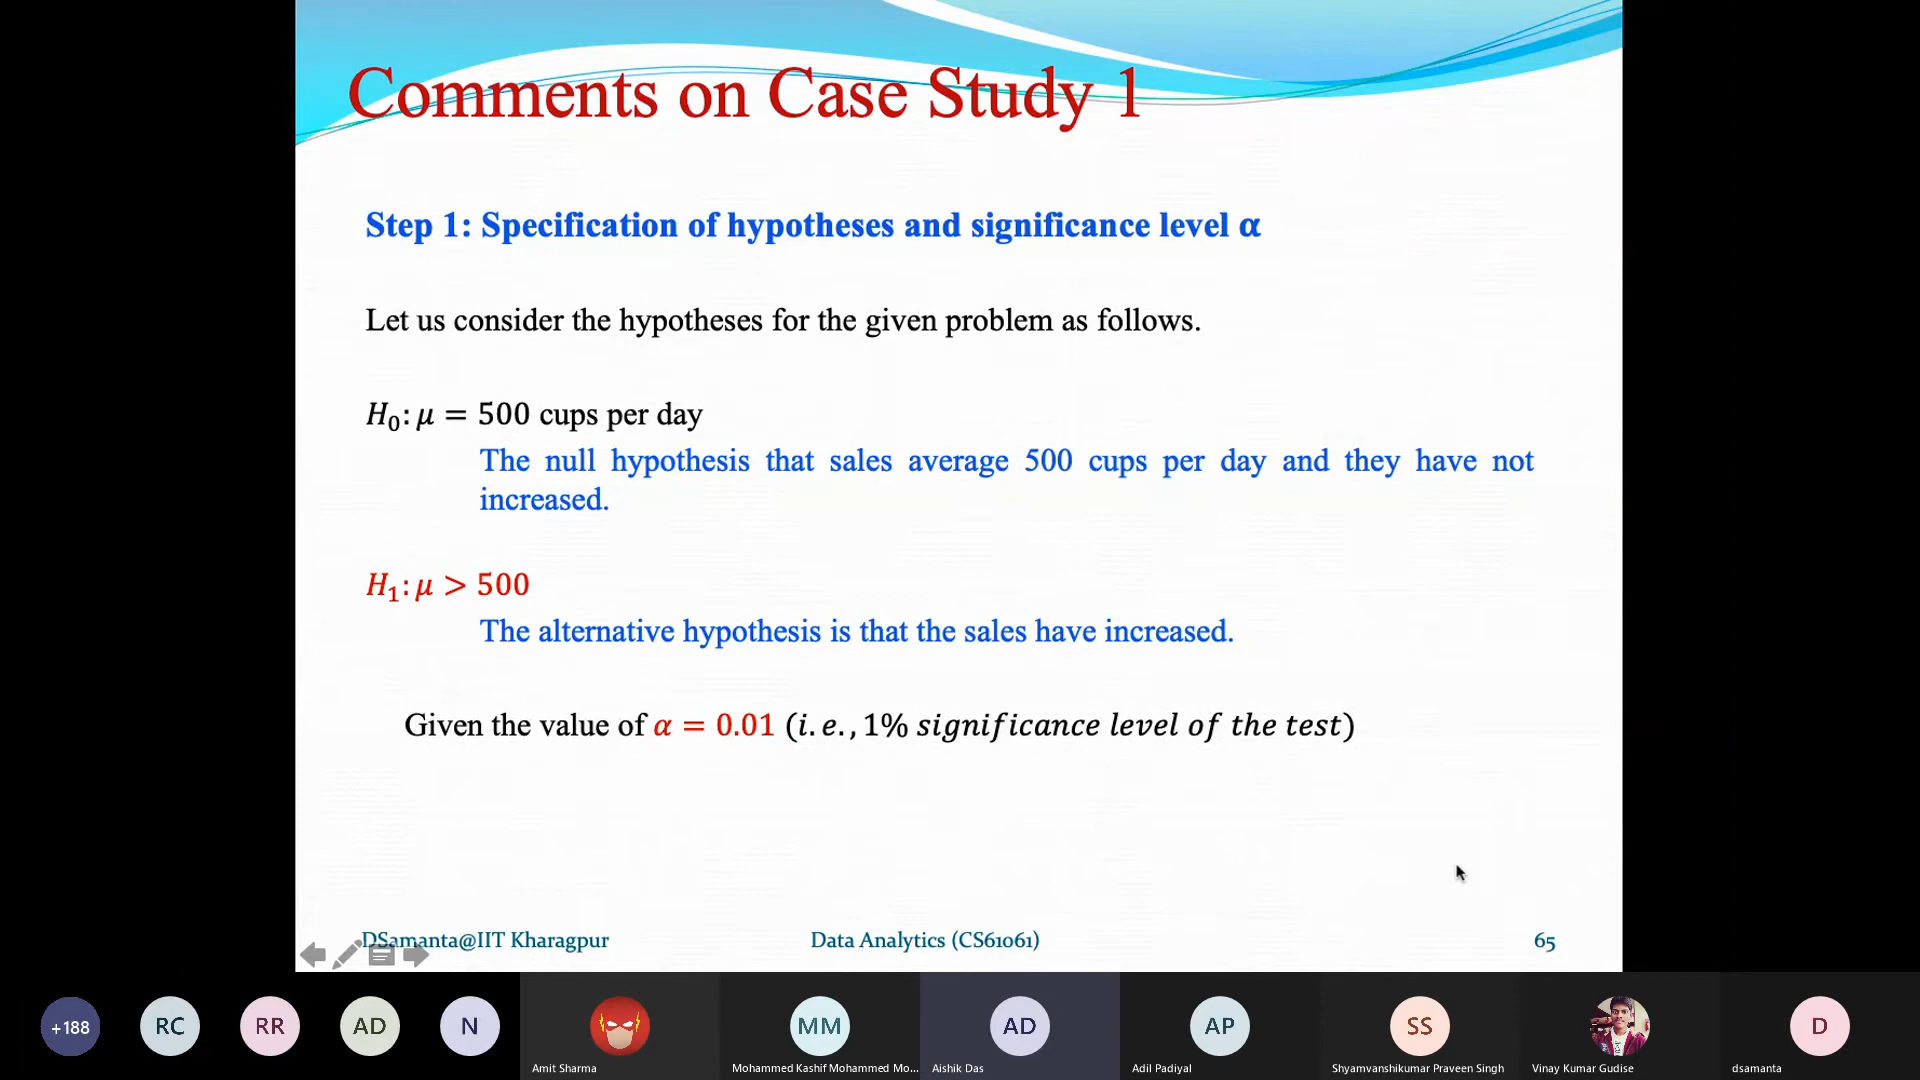 Comments on Case Study 1
Step 1: Specification of hypotheses and significance level α
Let us consider the hypotheses for the given problem as follows.
H₀: μ = 500 cups per day
The null hypothesis that sales average 500 cups per day and they have not
increased.
H₁: μ > 500
The alternative hypothesis is that the sales have increased.
Given the value of α = 0.01 (i.e., 1% significance level of the test)
DSamanta@IIT Kharagpur
Data Analytics (CS61061)
65
+188
RC
RR
AD
N
MM
AD
AP
SS
D
Amit Sharma
Mohammed Kashif Mohammed Mo...
Aishik Das
Adil Padiyal
Shyamvanshikumar Praveen Singh
Vinay Kumar Gudise
dsamanta